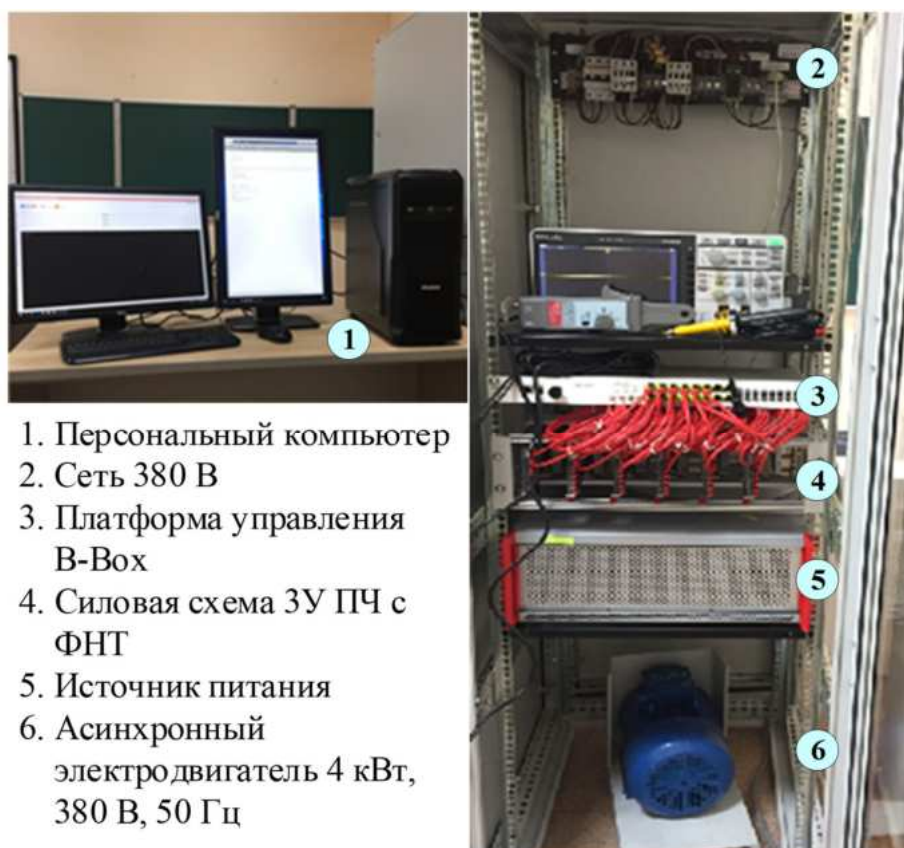 1
2
3
4
5
6
1. Персональный компьютер
2. Сеть 380 В
3. Платформа управления
B-Box
4. Силовая схема 3У ПЧ с
ФНТ
5. Источник питания
6. Асинхронный
электродвигатель 4 кВт,
380 В, 50 Гц